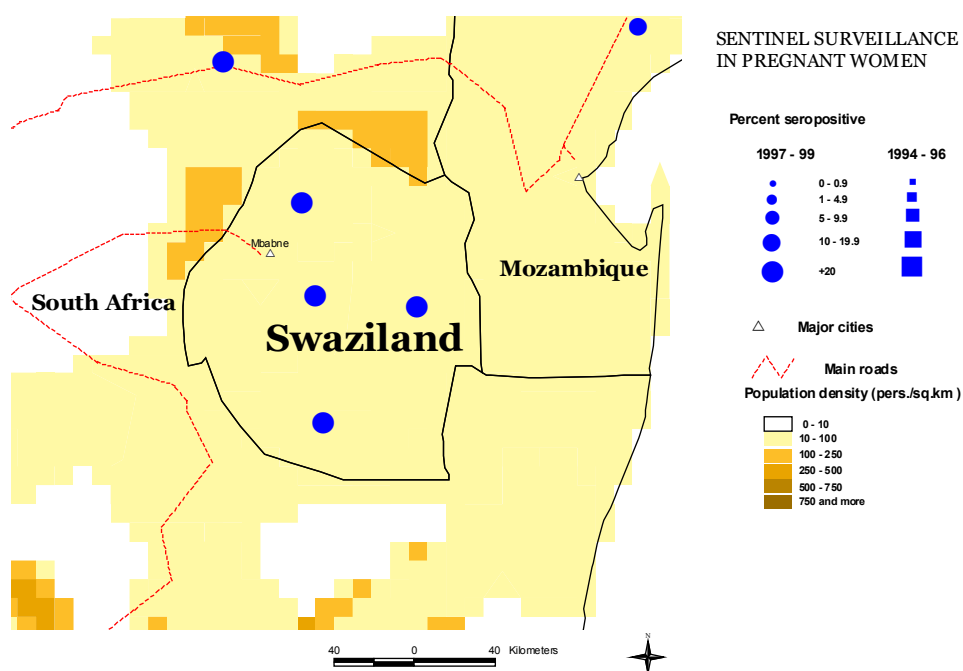 SENTINEL SURVEILLANCE
IN PREGNANT WOMEN
Percent seropositive
1997 - 99 1994 - 96
0 - 0.9
1 - 4.9
5 - 9.9
10 - 19.9
+20
Major cities
Main roads
Population density (pers./sq.km )
0 - 10
10 - 100
100 - 250
250 - 500
500 - 750
750 and more
Mbabne
Mozambique
South Africa
Swaziland
40 0 40 Kilometers
N